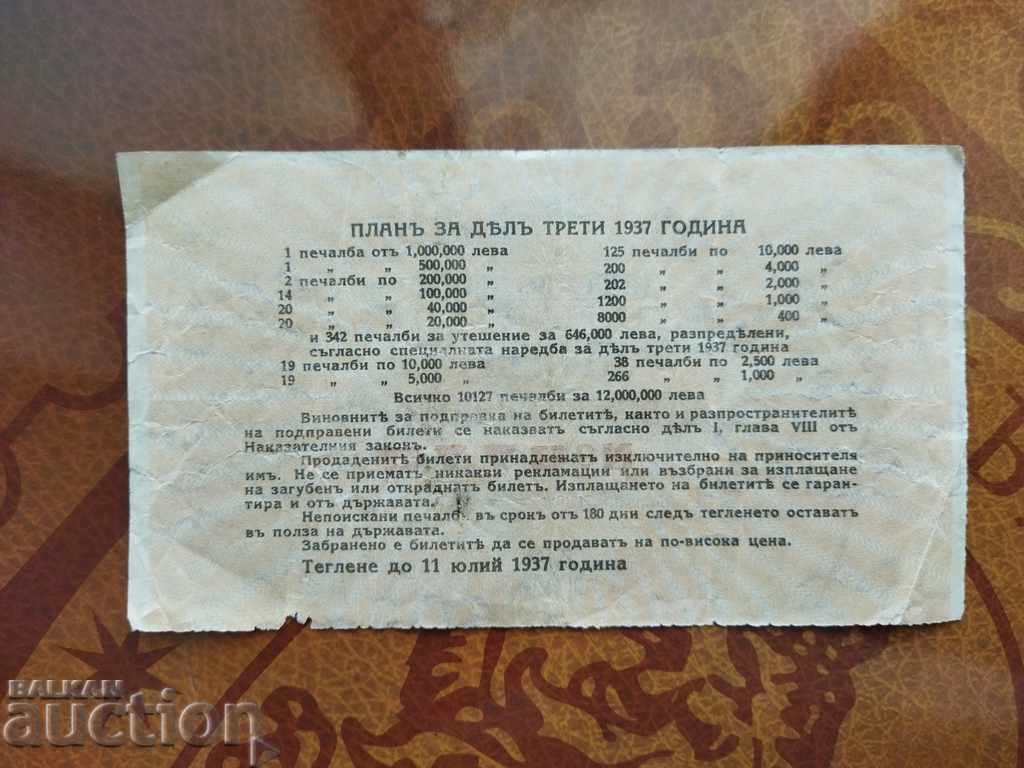 ПЛАНЪ ЗА ДѢЛЪ ТРЕТИ 1937 ГОДИНА
1 печалба отъ 1,000,000 лева 125 печалби по 10,000 лева
1 „ „ 500,000 „ 200 „ „ 4,000 „
2 печалби по 200,000 „ 202 „ „ 2,000 „
14 „ „ 100,000 „ 1200 „ „ 1,000 „
20 „ „ 40,000 „ 8000 „ „ 400 „
20 „ „ 20,000 „
и 342 печалби за утешение за 646,000 лева, разпредѣлени,
съгласно специалната наредба за дѣлъ трети 1937 година
19 печалби по 10,000 лева 38 печалби по 2,500 лева
19 „ „ 5,000 „ 266 „ „ 1,000 „
Всичко 10127 печалби за 12,000,000 лева
Виновнитѣ за подправка на билетитѣ, както и разпространителитѣ
на подправени билети се наказватъ съгласно дѣлъ I, глава VIII отъ
Наказателния законъ.
Продаденитѣ билети принадлежатъ изключително на приносителя
имъ. Не се приематъ никакви рекламации или възбрани за изплащане
на загубенъ или откраднатъ билетъ. Изплащането на билетитѣ се гаран-
тира и отъ държавата.
Непоискани печалби въ срокъ отъ 180 дни следъ тегленето оставатъ
въ полза на държавата.
Забранено е билетитѣ да се продаватъ на по-висока цена.
Теглене до 11 юлий 1937 година
BALKAN
auction